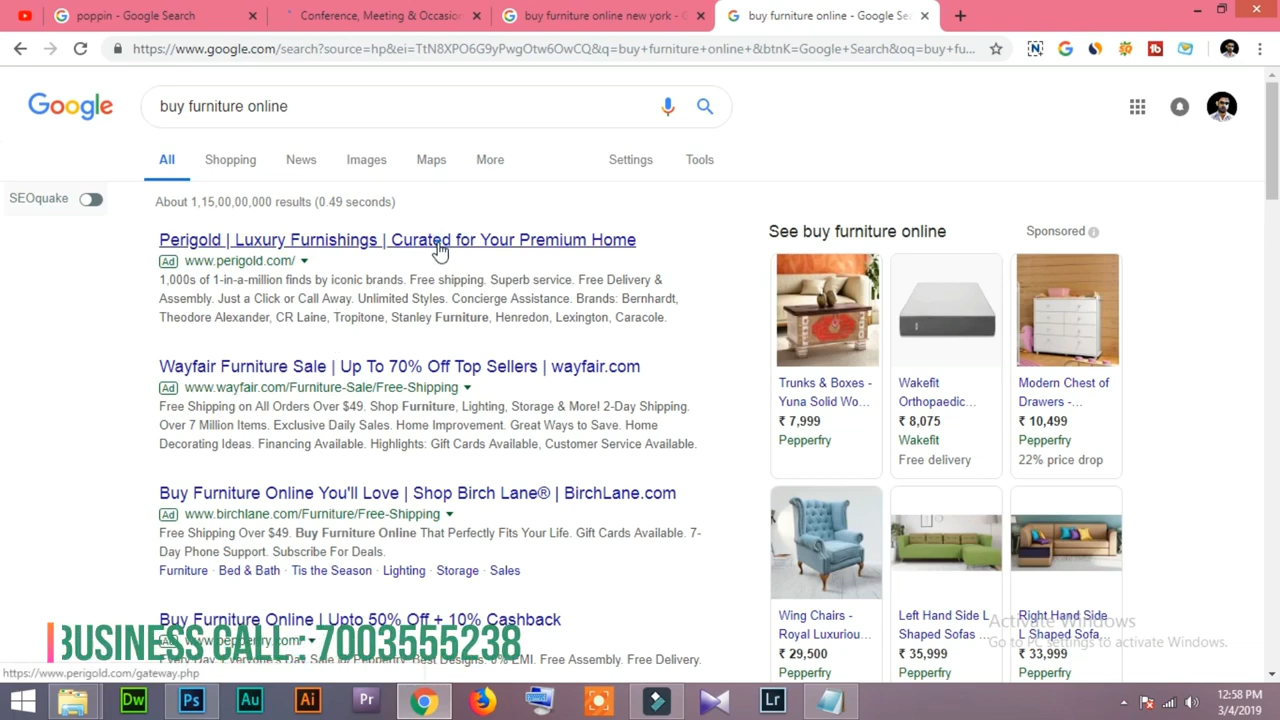 poppin - Google Search
Conference, Meeting & Occasion
buy furniture online new york - G
buy furniture online - Google Sea
https://www.google.com/search?source=hp&ei=TtN8XPO6G9yPwgOtw6OwCQ&q=buy+furniture+online+&btnK=Google+Search&oq=buy+fu...
Google
buy furniture online
All
Shopping
News
Images
Maps
More
Settings
Tools
SEOquake
About 1,15,00,00,000 results (0.49 seconds)
Perigold | Luxury Furnishings | Curated for Your Premium Home
Ad www.perigold.com/
1,000s of 1-in-a-million finds by iconic brands. Free shipping. Superb service. Free Delivery &
Assembly. Just a Click or Call Away. Unlimited Styles. Concierge Assistance. Brands: Bernhardt,
Theodore Alexander, CR Laine, Tropitone, Stanley Furniture, Henredon, Lexington, Caracole.
Wayfair Furniture Sale | Up To 70% Off Top Sellers | wayfair.com
Ad www.wayfair.com/Furniture-Sale/Free-Shipping
Free Shipping on All Orders Over $49. Shop Furniture, Lighting, Storage & More! 2-Day Shipping.
Over 7 Million Items. Exclusive Daily Sales. Home Improvement. Great Ways to Save. Home
Decorating Ideas. Financing Available. Highlights: Gift Cards Available, Customer Service Available.
Buy Furniture Online You'll Love | Shop Birch Lane® | BirchLane.com
Ad www.birchlane.com/Furniture/Free-Shipping
Free Shipping Over $49. Buy Furniture Online That Perfectly Fits Your Life. Gift Cards Available. 7-
Day Phone Support. Subscribe For Deals.
Furniture · Bed & Bath · Tis the Season · Lighting · Storage · Sales
Buy Furniture Online | Upto 50% Off + 10% Cashback
BUSINESS CALL: 7003555238
EMI. Free Assembly. Free Delivery.
https://www.perigold.com/gateway.php
See buy furniture online
Sponsored
Trunks & Boxes -
Yuna Solid Wo...
₹ 7,999
Pepperfry
Wakefit
Orthopaedic...
₹ 8,075
Wakefit
Free delivery
Modern Chest of
Drawers -...
₹ 10,499
Pepperfry
22% price drop
Wing Chairs -
Royal Luxuriou...
₹ 29,500
Pepperfry
Left Hand Side L
Shaped Sofas ...
₹ 35,999
Pepperfry
Right Hand Side
L Shaped Sofa...
₹ 33,999
Pepperfry
Activate Windows
Go to PC settings to activate Windows.
Dw
Ps
Au
Ai
Pr
Lr
12:58 PM
3/4/2019